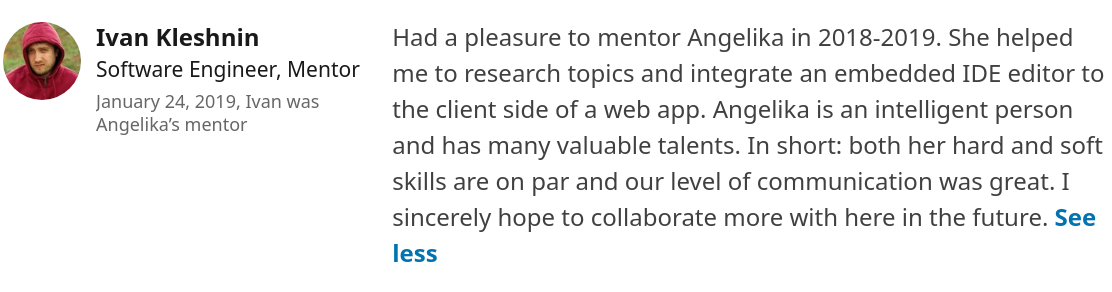 Ivan Kleshnin
Software Engineer, Mentor
January 24, 2019, Ivan was
Angelika’s mentor
Had a pleasure to mentor Angelika in 2018-2019. She helped
me to research topics and integrate an embedded IDE editor to
the client side of a web app. Angelika is an intelligent person
and has many valuable talents. In short: both her hard and soft
skills are on par and our level of communication was great. I
sincerely hope to collaborate more with here in the future. See
less